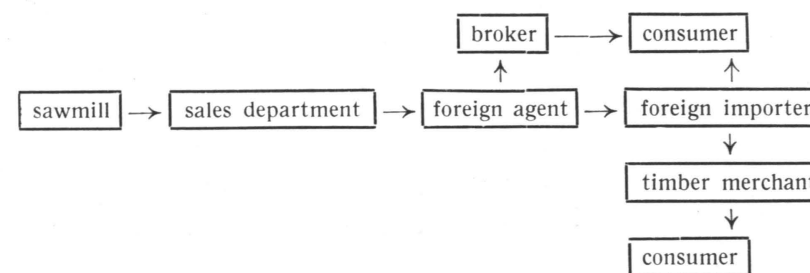 broker consumer
sawmill sales department foreign agent foreign importer
timber merchant
consumer